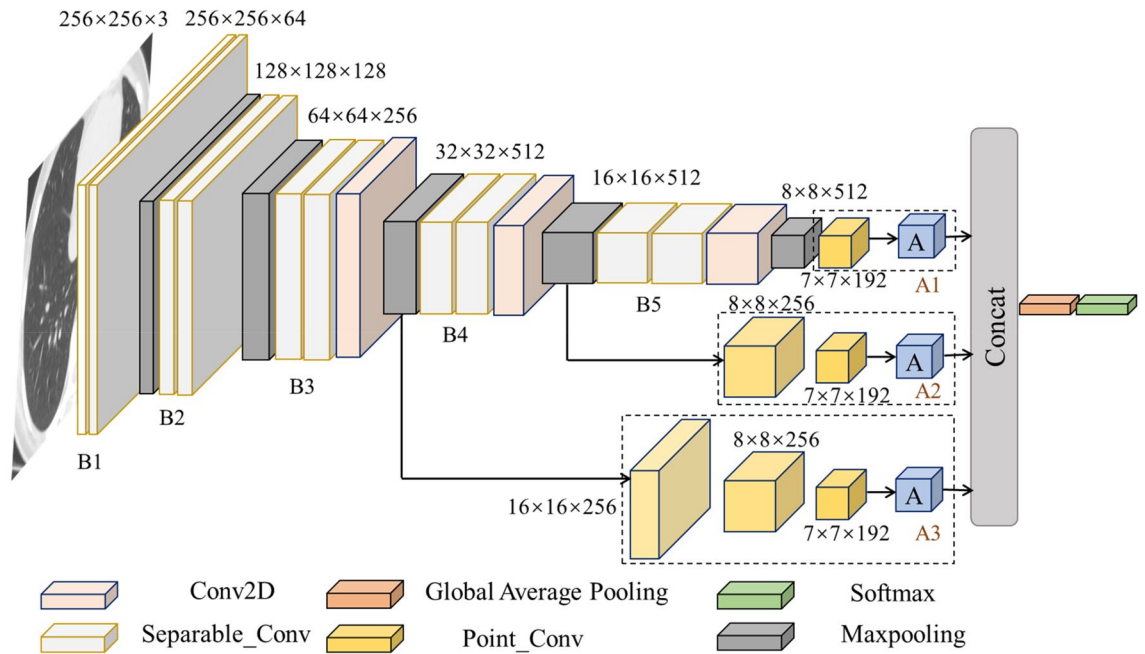 256×256×3
256×256×64
128×128×128
64×64×256
32×32×512
16×16×512
8×8×512
A
7×7×192
A1
B5
B4
B3
B2
B1
8×8×256
A
7×7×192
A2
Concat
8×8×256
16×16×256
A
7×7×192
A3
Conv2D
Global Average Pooling
Softmax
Separable_Conv
Point_Conv
Maxpooling